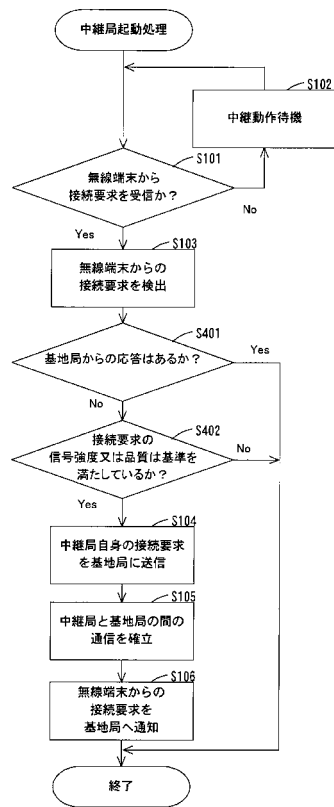 中継局起動処理
S102
中継動作待機
S101
無線端末から
接続要求を受信か?
No
Yes
S103
無線端末からの
接続要求を検出
S401
基地局からの応答はあるか?
Yes
No
S402
接続要求の
信号強度又は品質は基準を
満たしているか?
No
Yes
S104
中継局自身の接続要求
を基地局に送信
S105
中継局と基地局の間の
通信を確立
S106
無線端末からの
接続要求を
基地局へ通知
終了